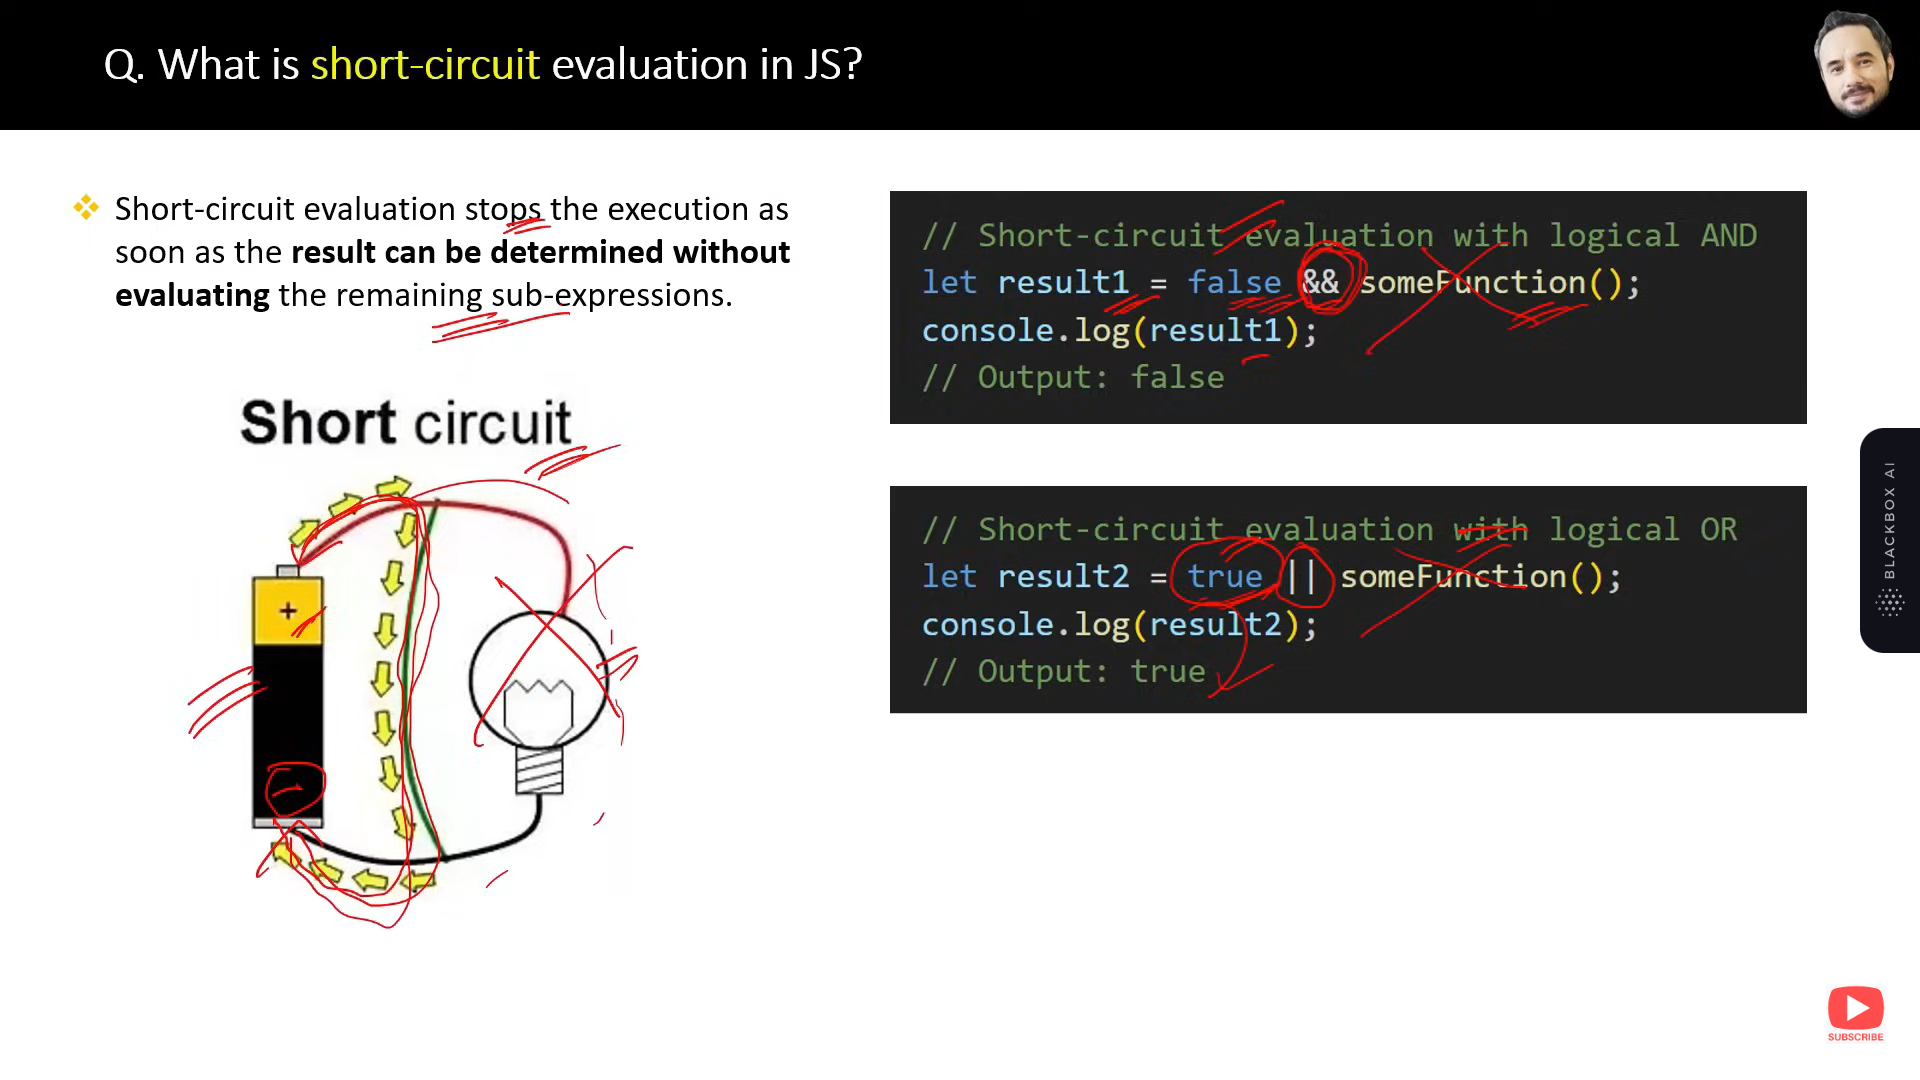 Q. What is short-circuit evaluation in JS?
❖ Short-circuit evaluation stops the execution as
soon as the result can be determined without
evaluating the remaining sub-expressions.
Short circuit
+
-
// Short-circuit evaluation with logical AND
let result1 = false && someFunction();
console.log(result1);
// Output: false
// Short-circuit evaluation with logical OR
let result2 = true || someFunction();
console.log(result2);
// Output: true
BLACKBOX AI
SUBSCRIBE